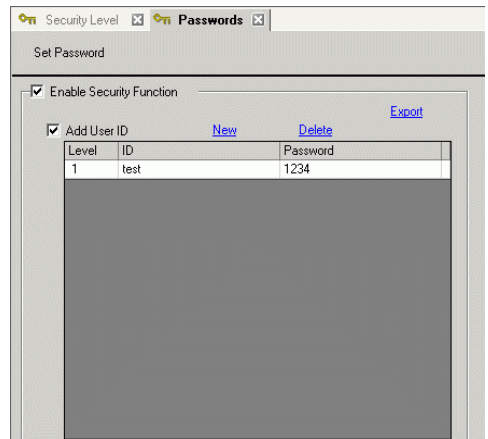 Security Level Passwords
Set Password
Enable Security Function
Export
Add User ID New Delete
Level ID Password
1 test 1234